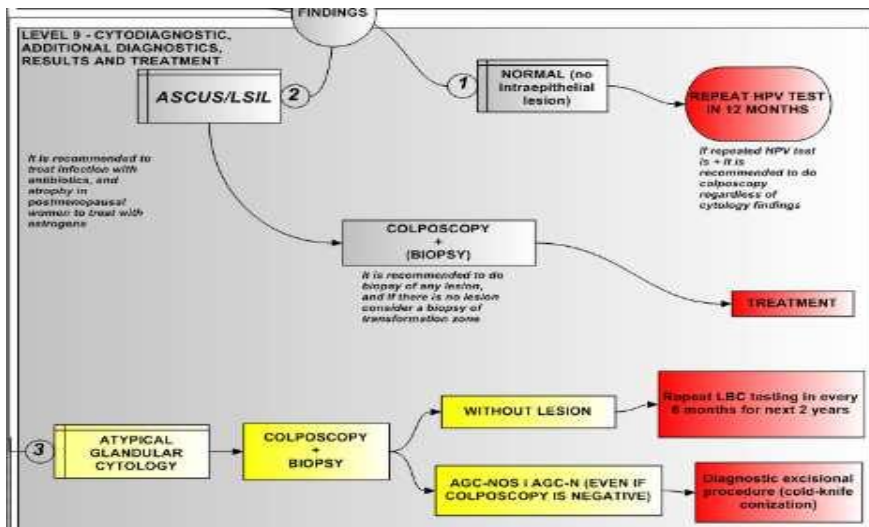 FINDINGS
LEVEL 9 - CYTODIAGNOSTIC,
ADDITIONAL DIAGNOSTICS,
RESULTS AND TREATMENT
ASCUS/LSIL
2
1
NORMAL (no
intraepithelial
lesion)
REPEAT HPV TEST
IN 12 MONTHS
It is recommended to
treat infection with
antibiotics, and
atrophy in
postmenopausal
women to treat with
estrogens
If repeated HPV test
is + it is
recommended to do
colposcopy
regardless of
cytology findings
COLPOSCOPY
+
(BIOPSY)
It is recommended to do
biopsy of any lesion,
and if there is no lesion
consider a biopsy of
transformation zone
TREATMENT
3
ATYPICAL
GLANDULAR
CYTOLOGY
COLPOSCOPY
+
BIOPSY
WITHOUT LESION
Repeat LBC testing in every
6 months for next 2 years
AGC-NOS i AGC-N (EVEN IF
COLPOSCOPY IS NEGATIVE)
Diagnostic excisional
procedure (cold-knife
conization)